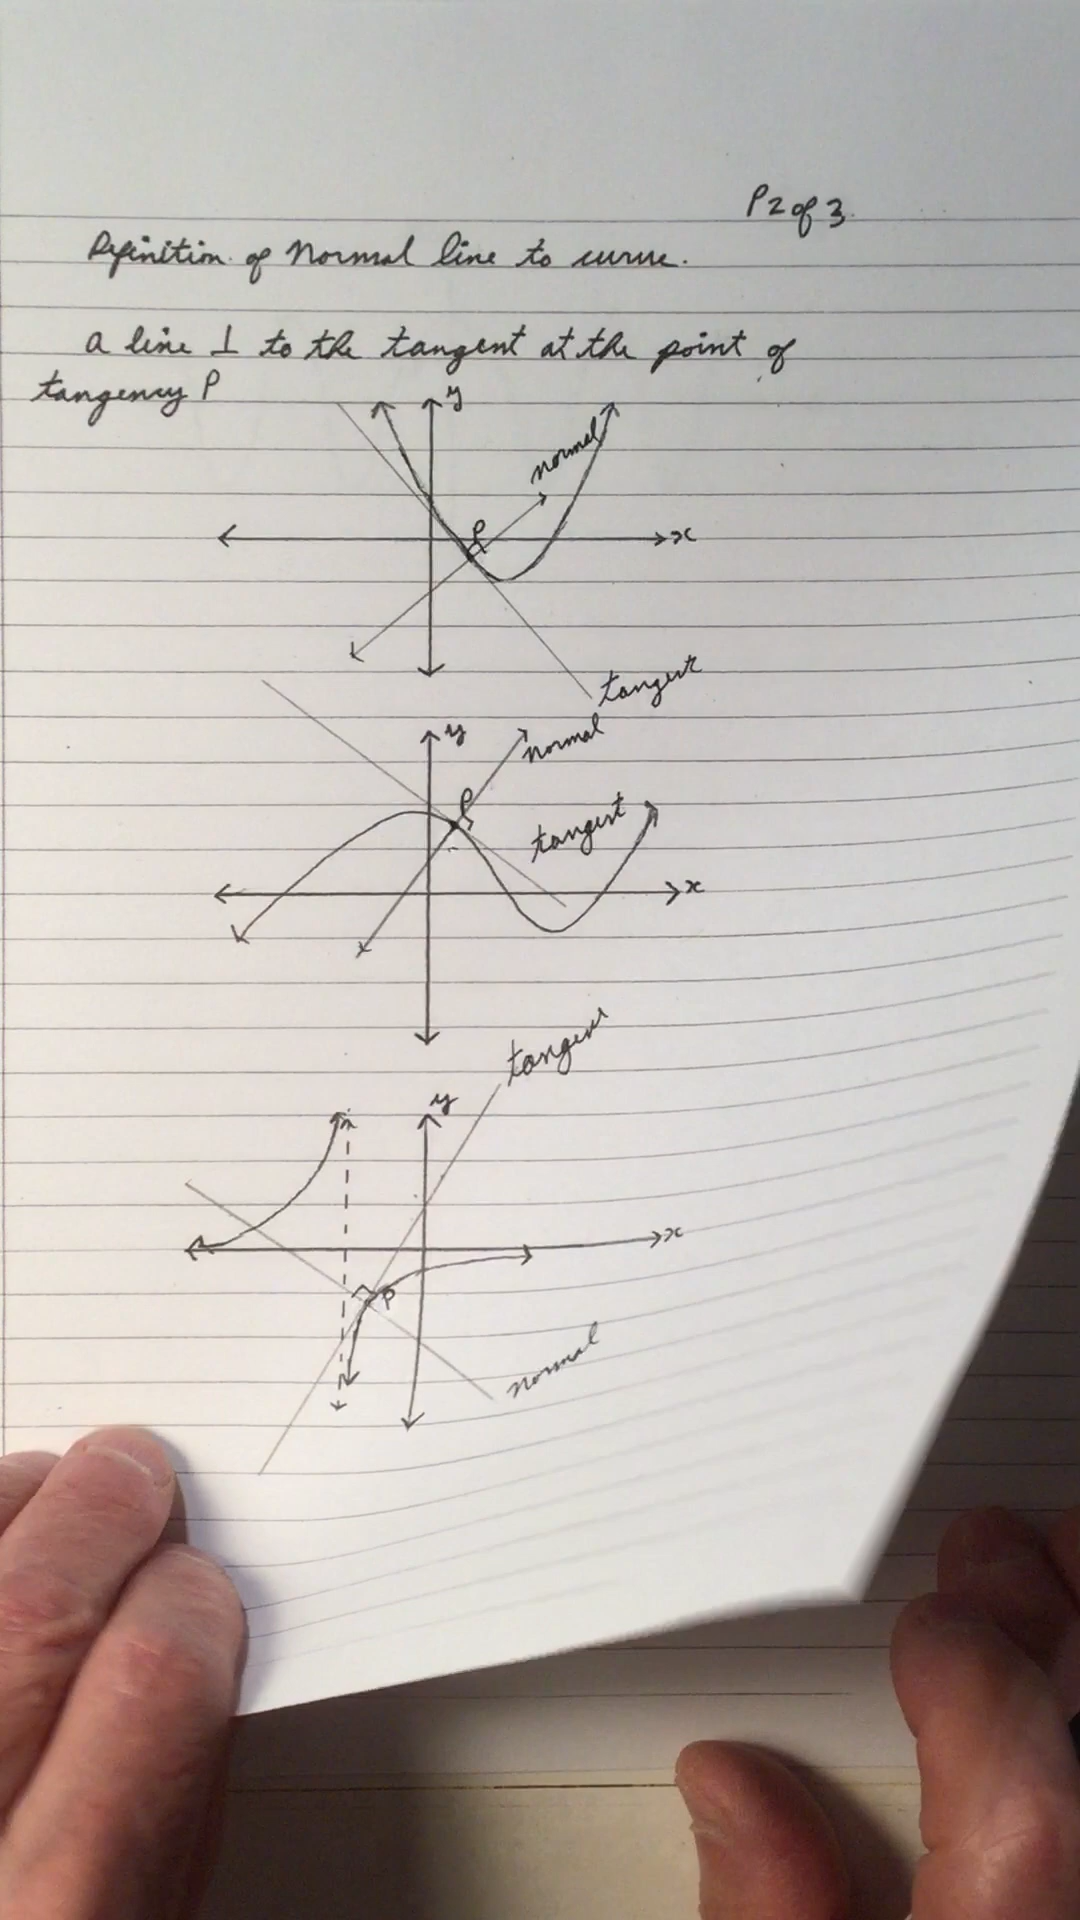 P2 of 3.
Definition of Normal line to curve.
a line ⊥ to the tangent at the point of
tangency P
y
normal
P
x
tangent
y
normal
P
tangent
x
tangent
y
x
P
normal